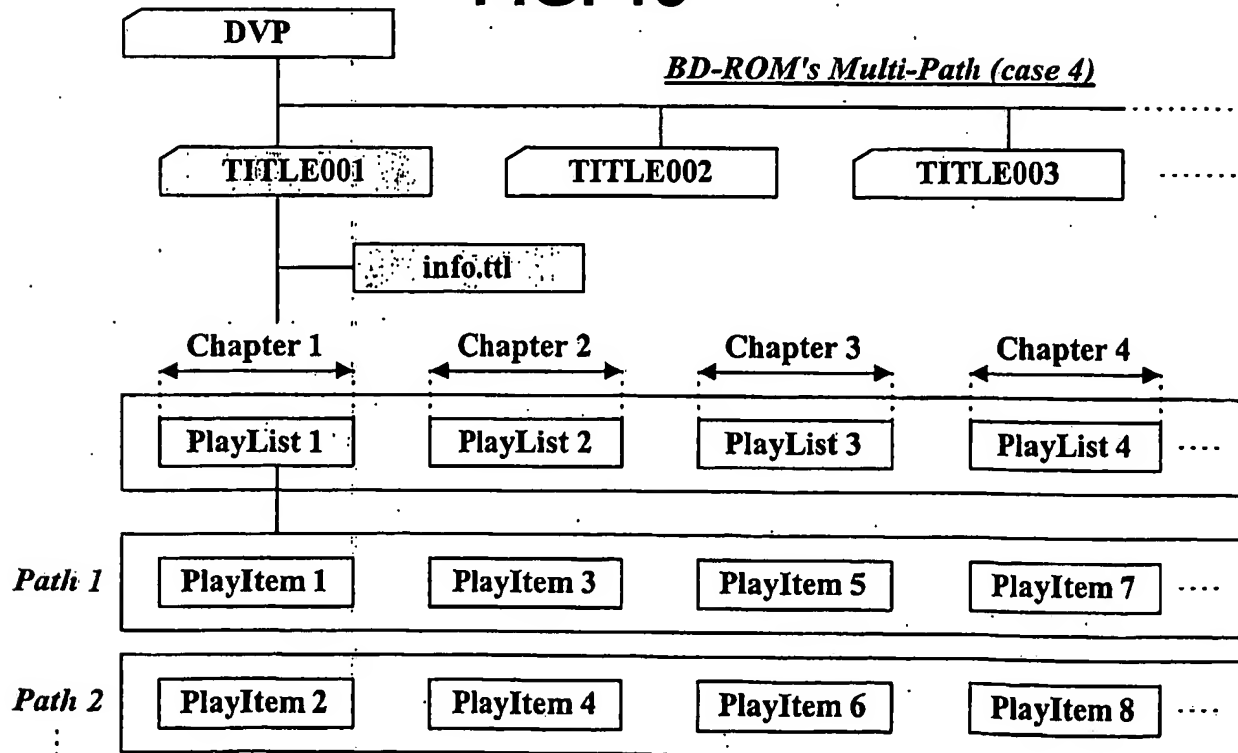 DVP
BD-ROM's Multi-Path (case 4)
TITLE001 TITLE002 TITLE003
info.ttl
Chapter 1 Chapter 2 Chapter 3 Chapter 4
PlayList 1 PlayList 2 PlayList 3 PlayList 4
Path 1 PlayItem 1 PlayItem 3 PlayItem 5 PlayItem 7
Path 2 PlayItem 2 PlayItem 4 PlayItem 6 PlayItem 8